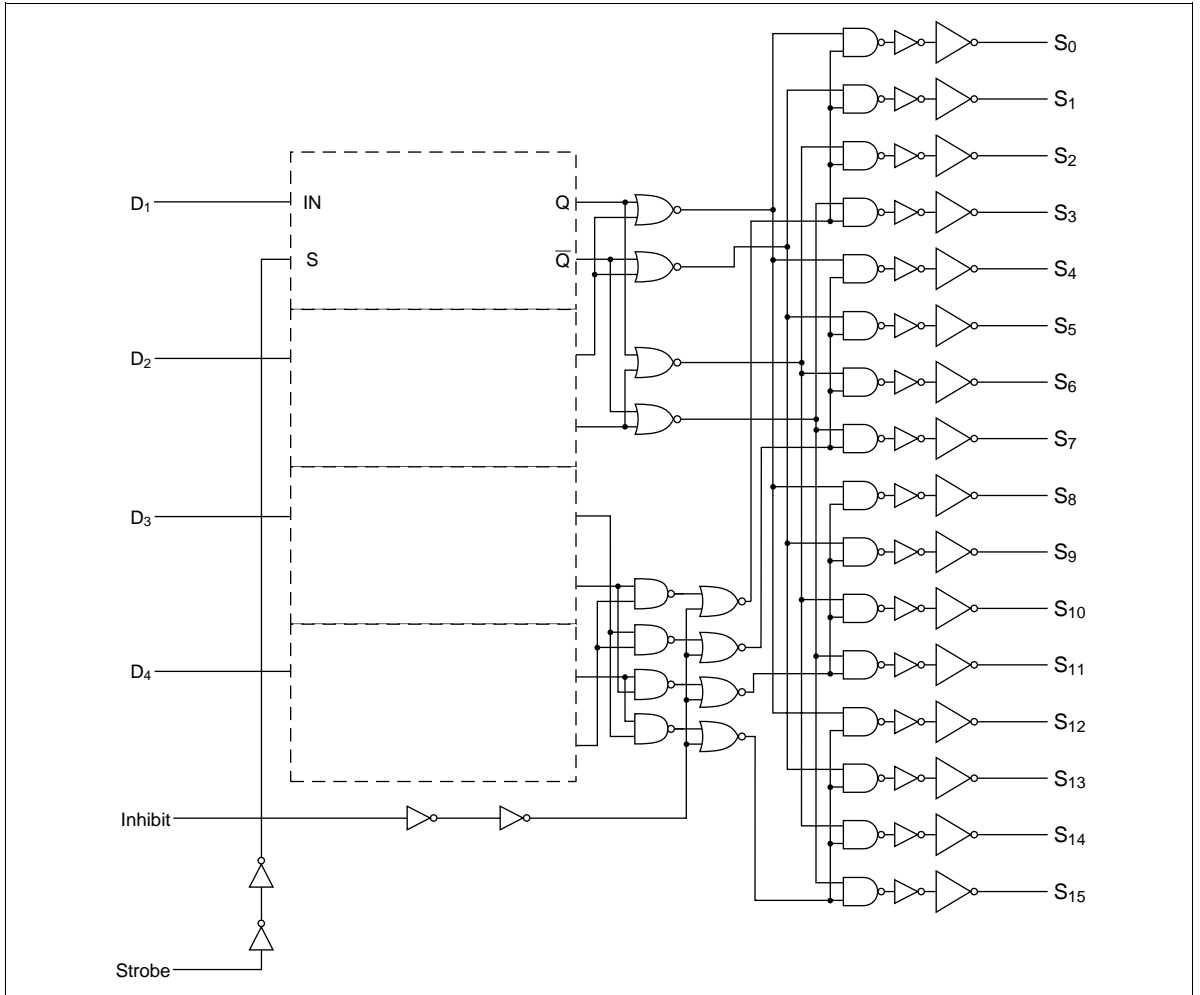 S0
S1
S2
D1 IN Q S3
S Q̅ S4
S5
D2 S6
S7
S8
D3 S9
S10
D4 S11
S12
S13
Inhibit S14
S15
Strobe